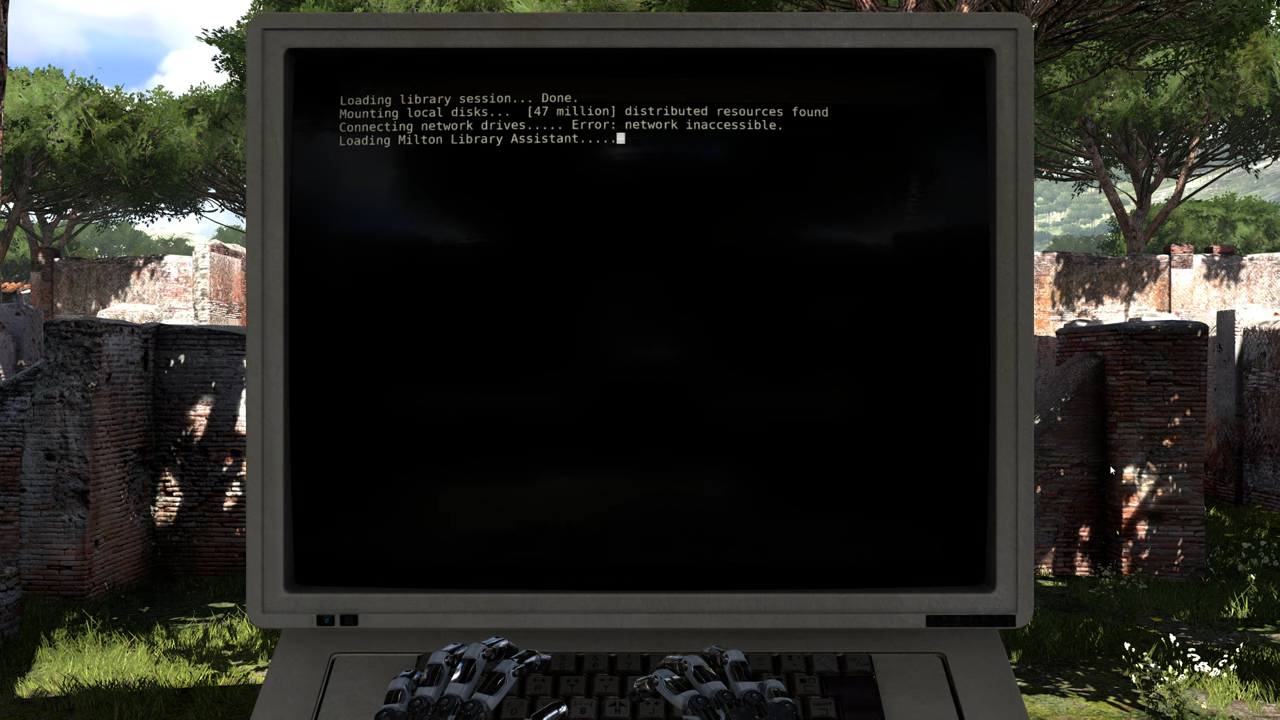 Loading library session... Done.
Mounting local disks...  [47 million] distributed resources found
Connecting network drives..... Error: network inaccessible.
Loading Milton Library Assistant.....